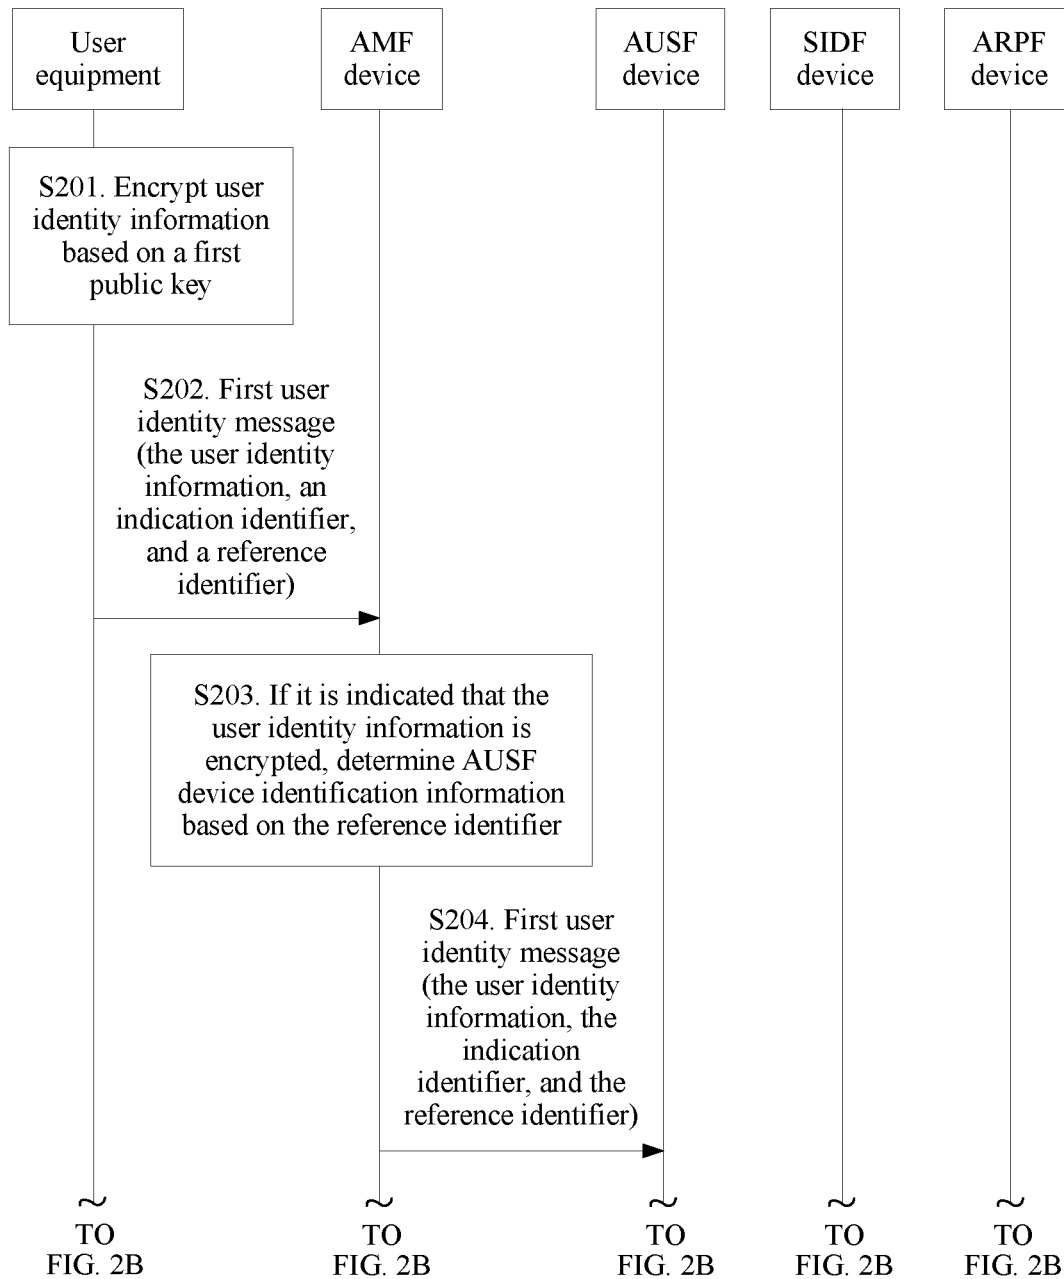 User
equipment
AMF
device
AUSF
device
SIDF
device
ARPF
device
S201. Encrypt user
identity information
based on a first
public key
S202. First user
identity message
(the user identity
information, an
indication identifier,
and a reference
identifier)
S203. If it is indicated that the
user identity information is
encrypted, determine AUSF
device identification information
based on the reference identifier
S204. First user
identity message
(the user identity
information, the
indication
identifier, and the
reference identifier)
TO
FIG. 2B
TO
FIG. 2B
TO
FIG. 2B
TO
FIG. 2B
TO
FIG. 2B